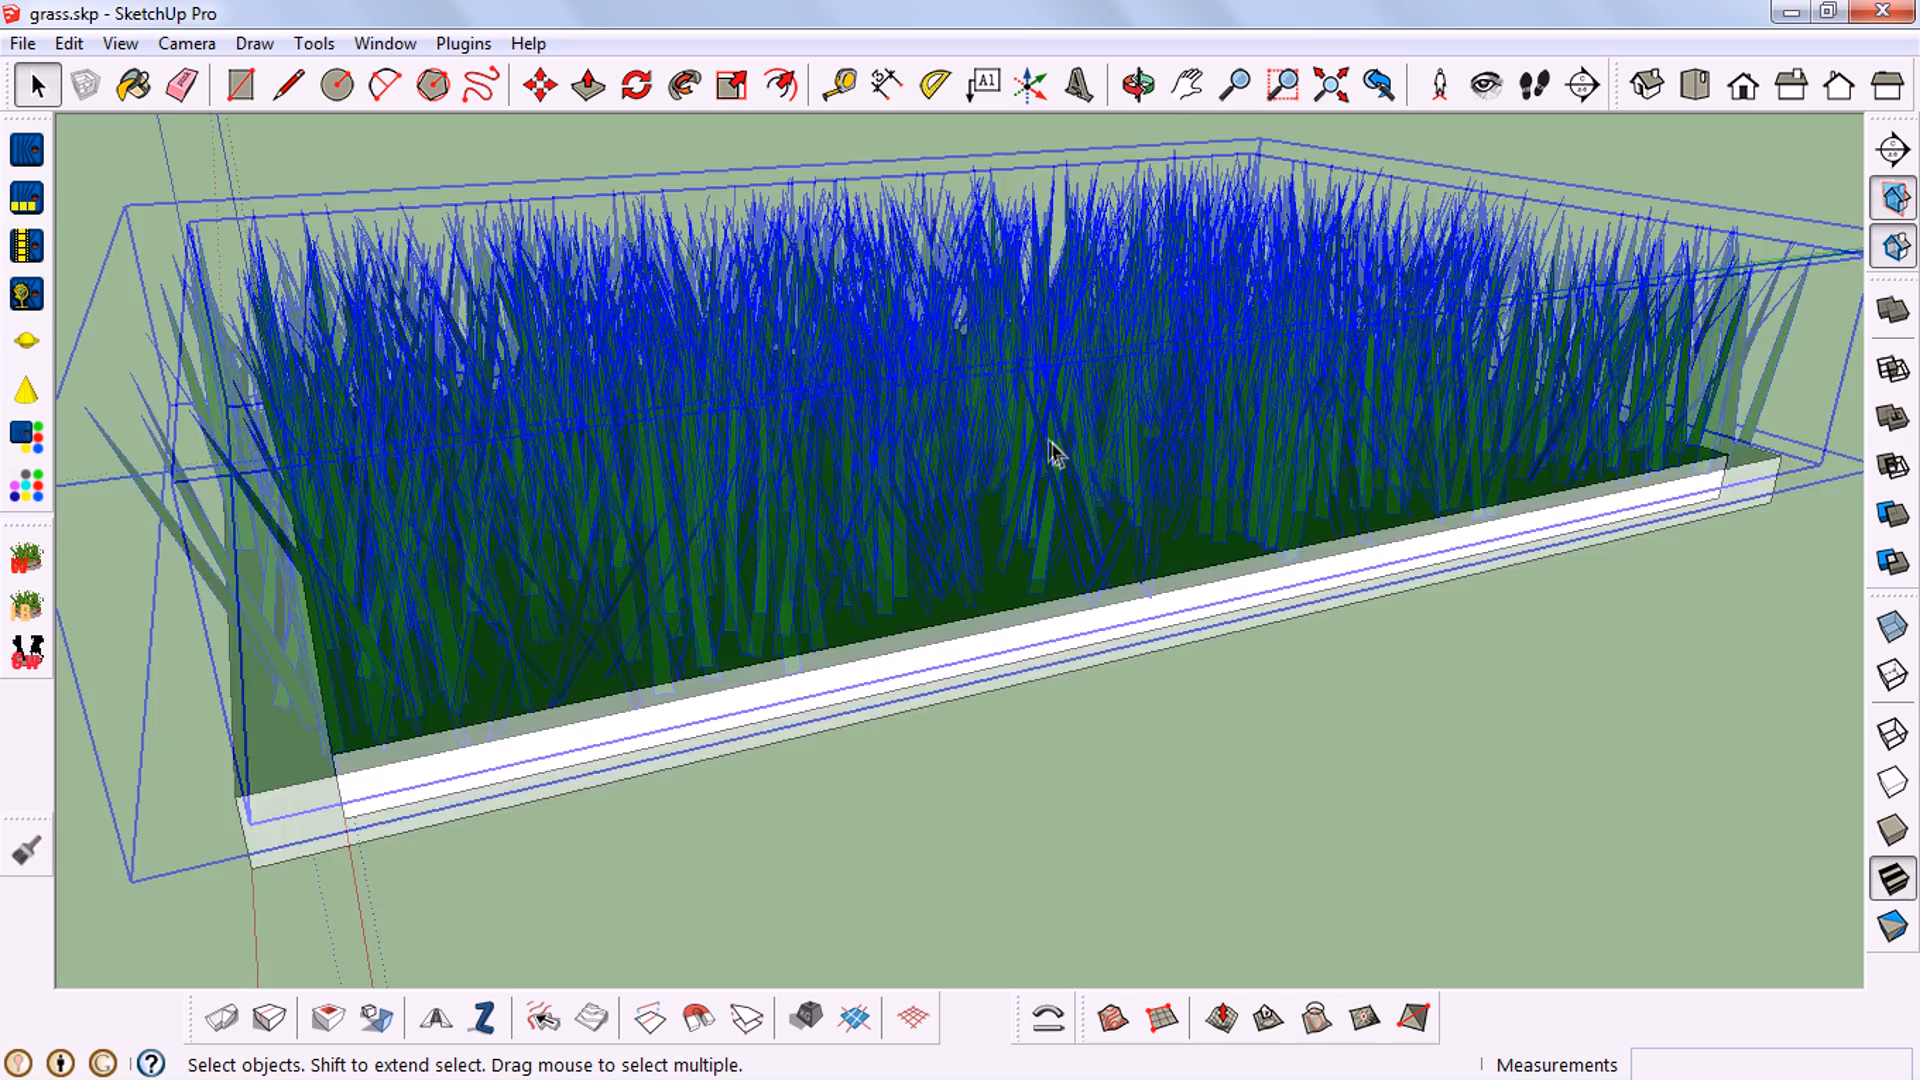 grass.skp - SketchUp Pro
File Edit View Camera Draw Tools Window Plugins Help
A1
Select objects. Shift to extend select. Drag mouse to select multiple.
Measurements